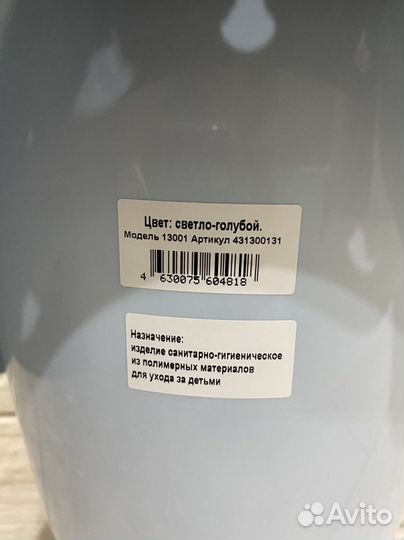 Цвет: светло-голубой.
Модель 13001 Артикул 431300131
4 630075 604818
Назначение:
изделие санитарно-гигиеническое
из полимерных материалов
для ухода за детьми
Avito